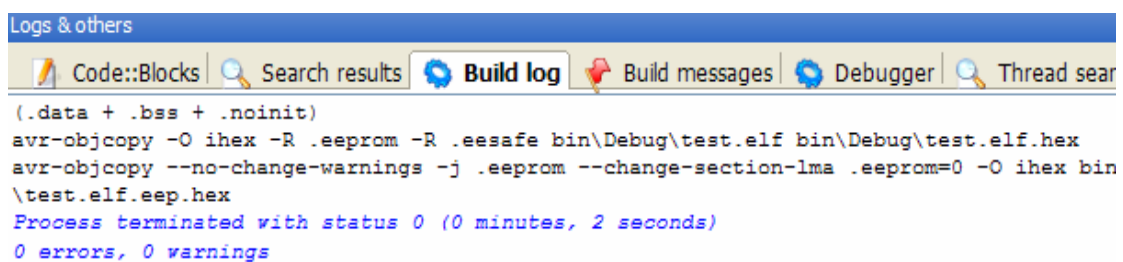 Logs & others
Code::Blocks Search results Build log Build messages Debugger Thread sear
(.data + .bss + .noinit)
avr-objcopy -O ihex -R .eeprom -R .eesafe bin\Debug\test.elf bin\Debug\test.elf.hex
avr-objcopy --no-change-warnings -j .eeprom --change-section-lma .eeprom=0 -O ihex bin
\test.elf.eep.hex
Process terminated with status 0 (0 minutes, 2 seconds)
0 errors, 0 warnings